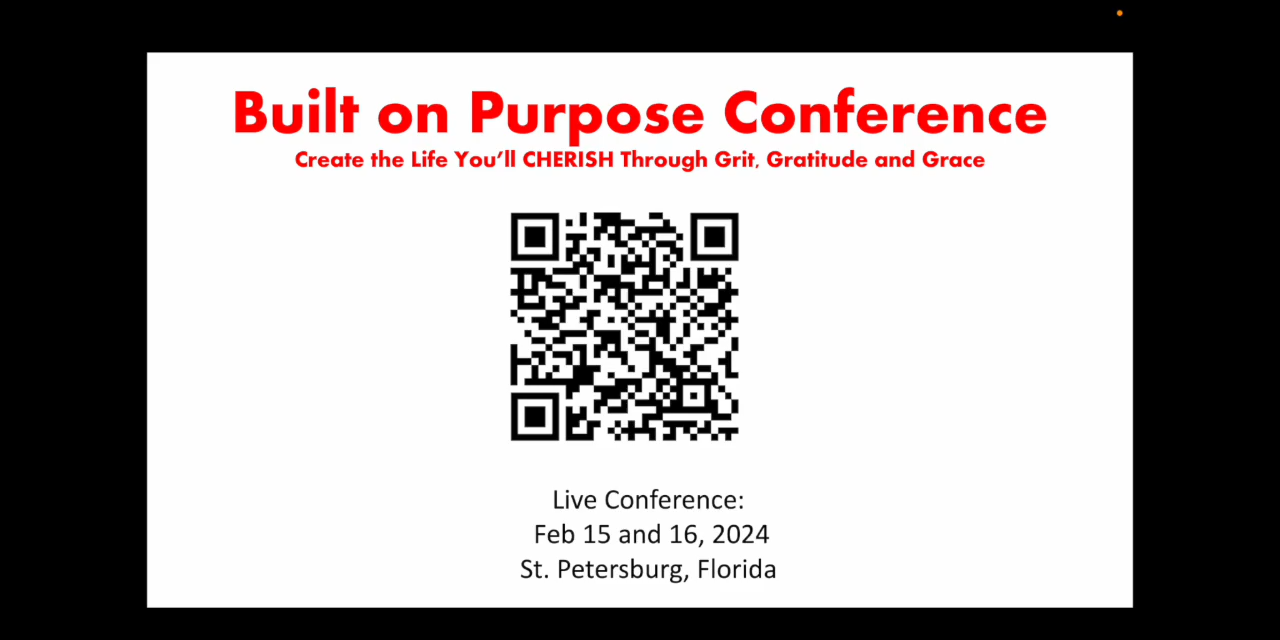 Built on Purpose Conference
Create the Life You’ll CHERISH Through Grit, Gratitude and Grace
Live Conference:
Feb 15 and 16, 2024
St. Petersburg, Florida